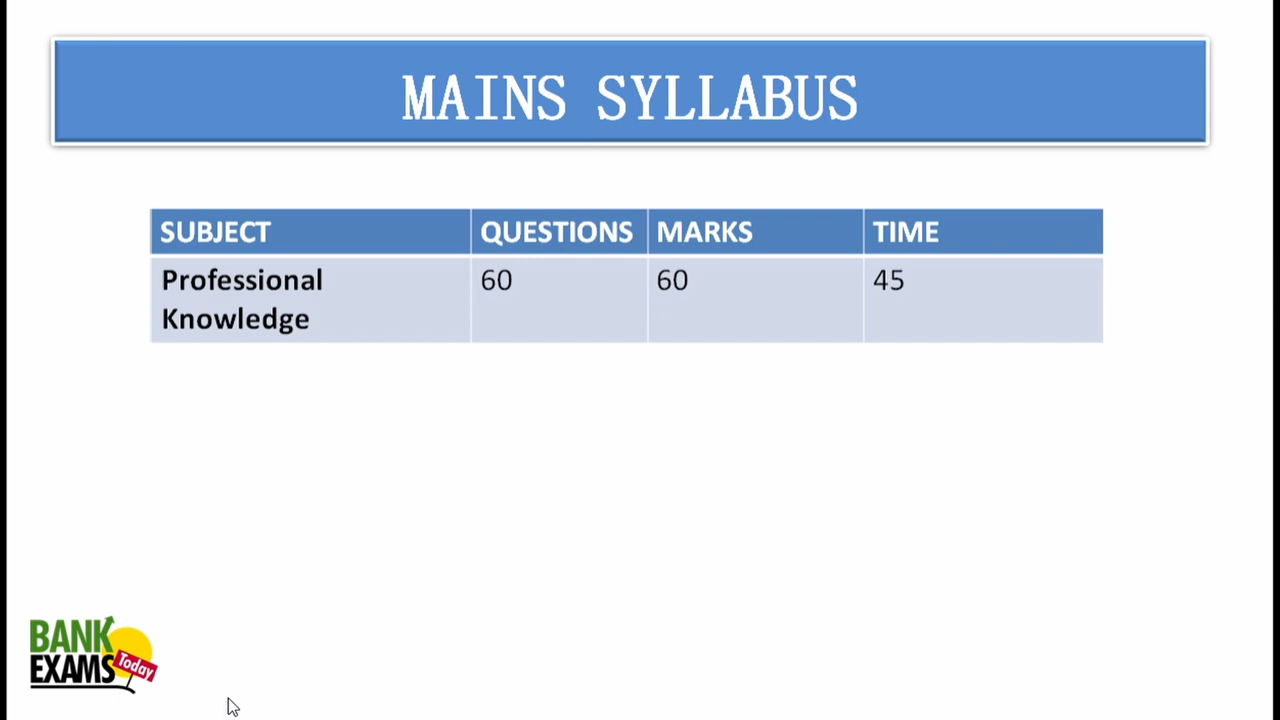 MAINS SYLLABUS
SUBJECT QUESTIONS MARKS TIME
Professional Knowledge 60 60 45
BANK
EXAMS Today